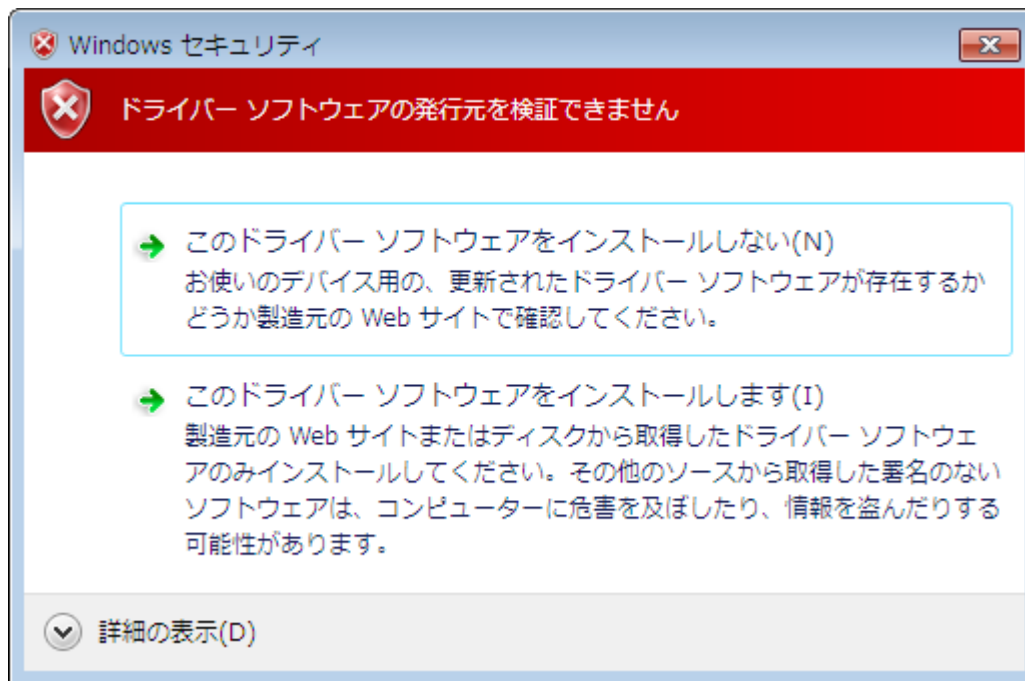 Windows セキュリティ
ドライバー ソフトウェアの発行元を検証できません
このドライバー ソフトウェアをインストールしない(N)
お使いのデバイス用の、更新されたドライバー ソフトウェアが存在するか
どうか製造元の Web サイトで確認してください。
このドライバー ソフトウェアをインストールします(I)
製造元の Web サイトまたはディスクから取得したドライバー ソフトウェ
アのみインストールしてください。その他のソースから取得した署名のない
ソフトウェアは、コンピューターに危害を及ぼしたり、情報を盗んだりする
可能性があります。
詳細の表示(D)